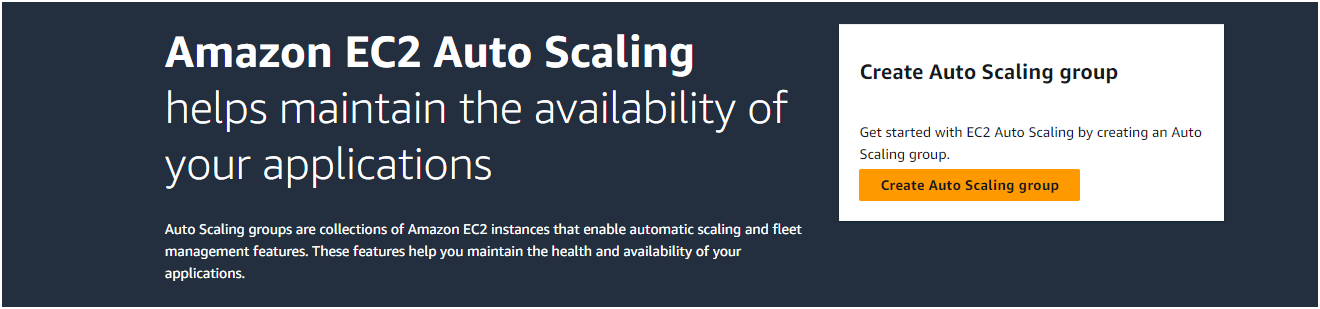 Amazon EC2 Auto Scaling
helps maintain the availability of
your applications
Auto Scaling groups are collections of Amazon EC2 instances that enable automatic scaling and fleet
management features. These features help you maintain the health and availability of your
applications.
Create Auto Scaling group
Get started with EC2 Auto Scaling by creating an Auto
Scaling group.
Create Auto Scaling group